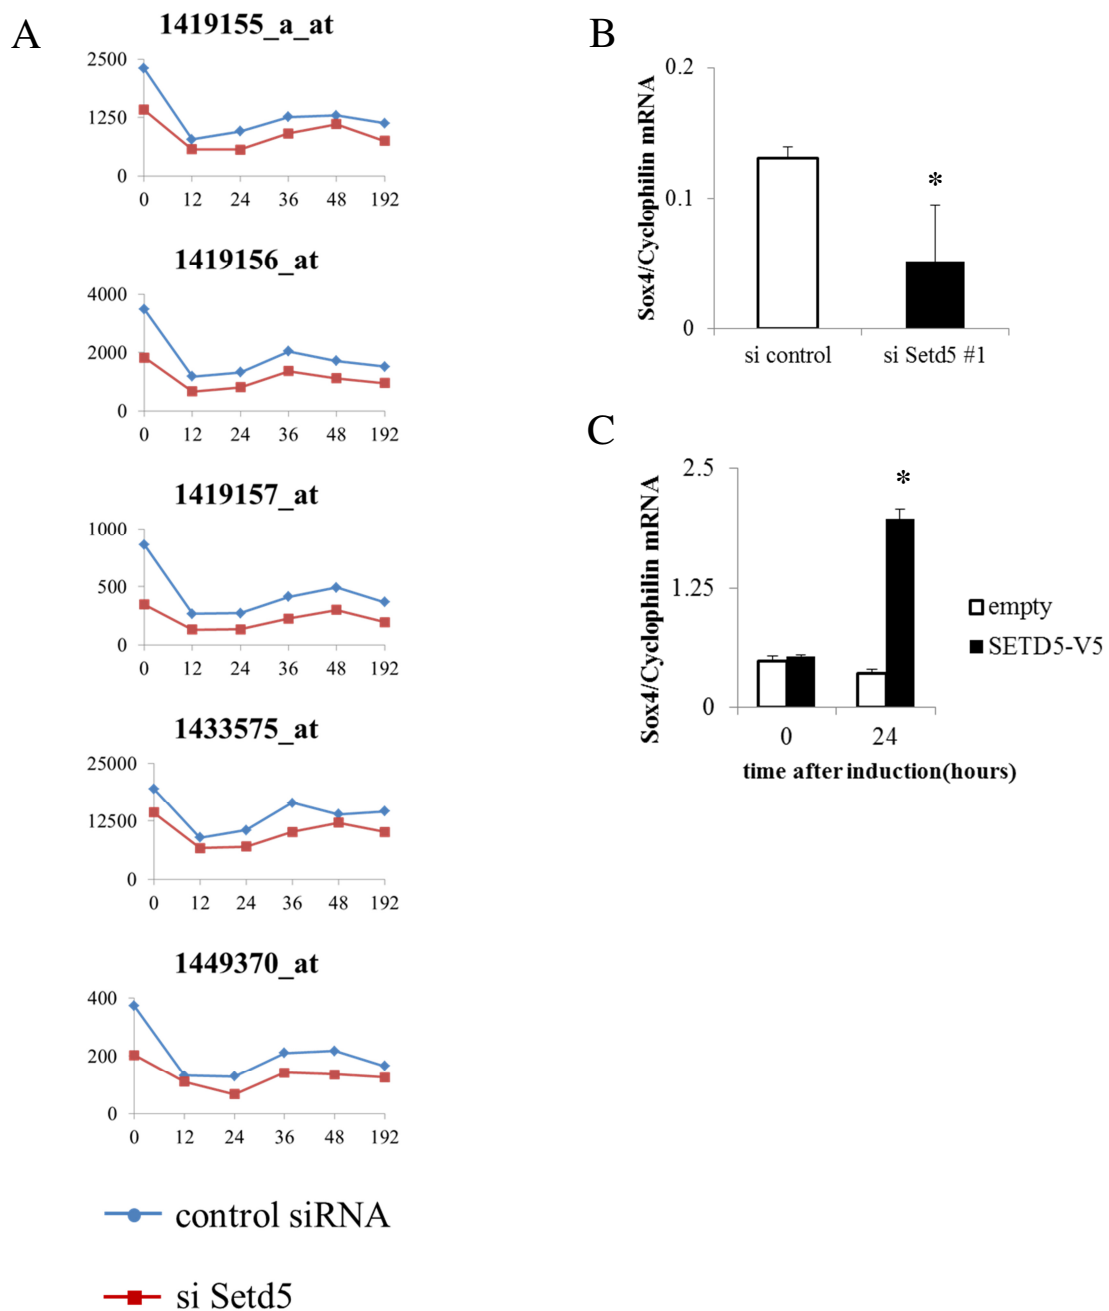 A
1419155_a_at
2500
1250
0
0 12 24 36 48 192
1419156_at
4000
2000
0
0 12 24 36 48 192
1419157_at
1000
500
0
0 12 24 36 48 192
1433575_at
25000
12500
0
0 12 24 36 48 192
1449370_at
400
200
0
0 12 24 36 48 192
control siRNA
si Setd5
B
Sox4/Cyclophilin mRNA
0.2
0.1
0
*
si control si Setd5 #1
C
Sox4/Cyclophilin mRNA
2.5
1.25
0
*
0 24
time after induction(hours)
empty
SETD5-V5